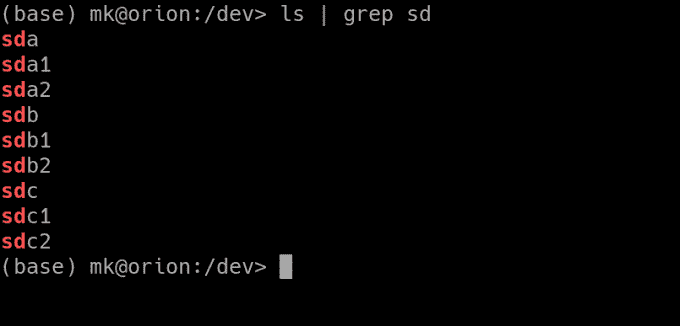 (base) mk@orion:/dev> ls | grep sd
sda
sda1
sda2
sdb
sdb1
sdb2
sdc
sdc1
sdc2
(base) mk@orion:/dev>